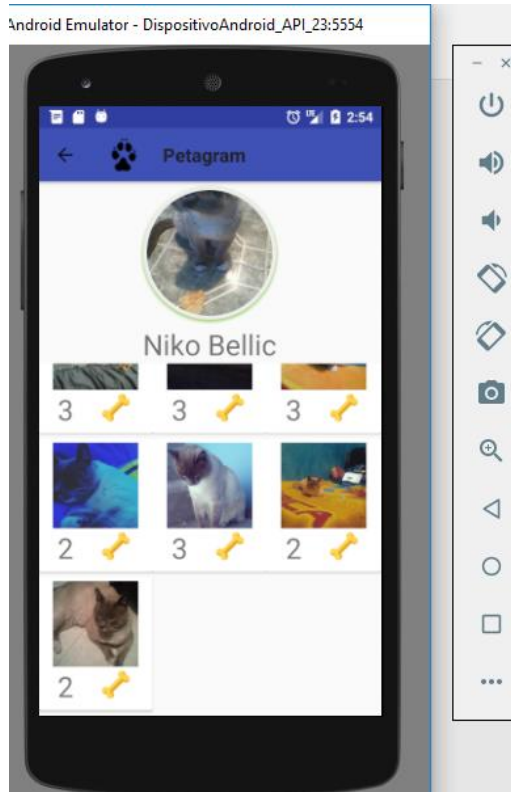 Android Emulator - DispositivoAndroid_API_23:5554
2:54
Petagram
Niko Bellic
3 3 3
2 3 2
2